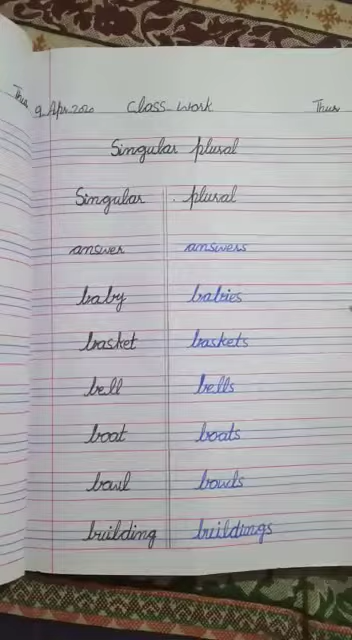 Thus
9 Apr 2020 Class-work Thus
Singular plural
Singular plural
answer answers
baby babies
basket baskets
bell bells
boat boats
bowl bowls
building buildings